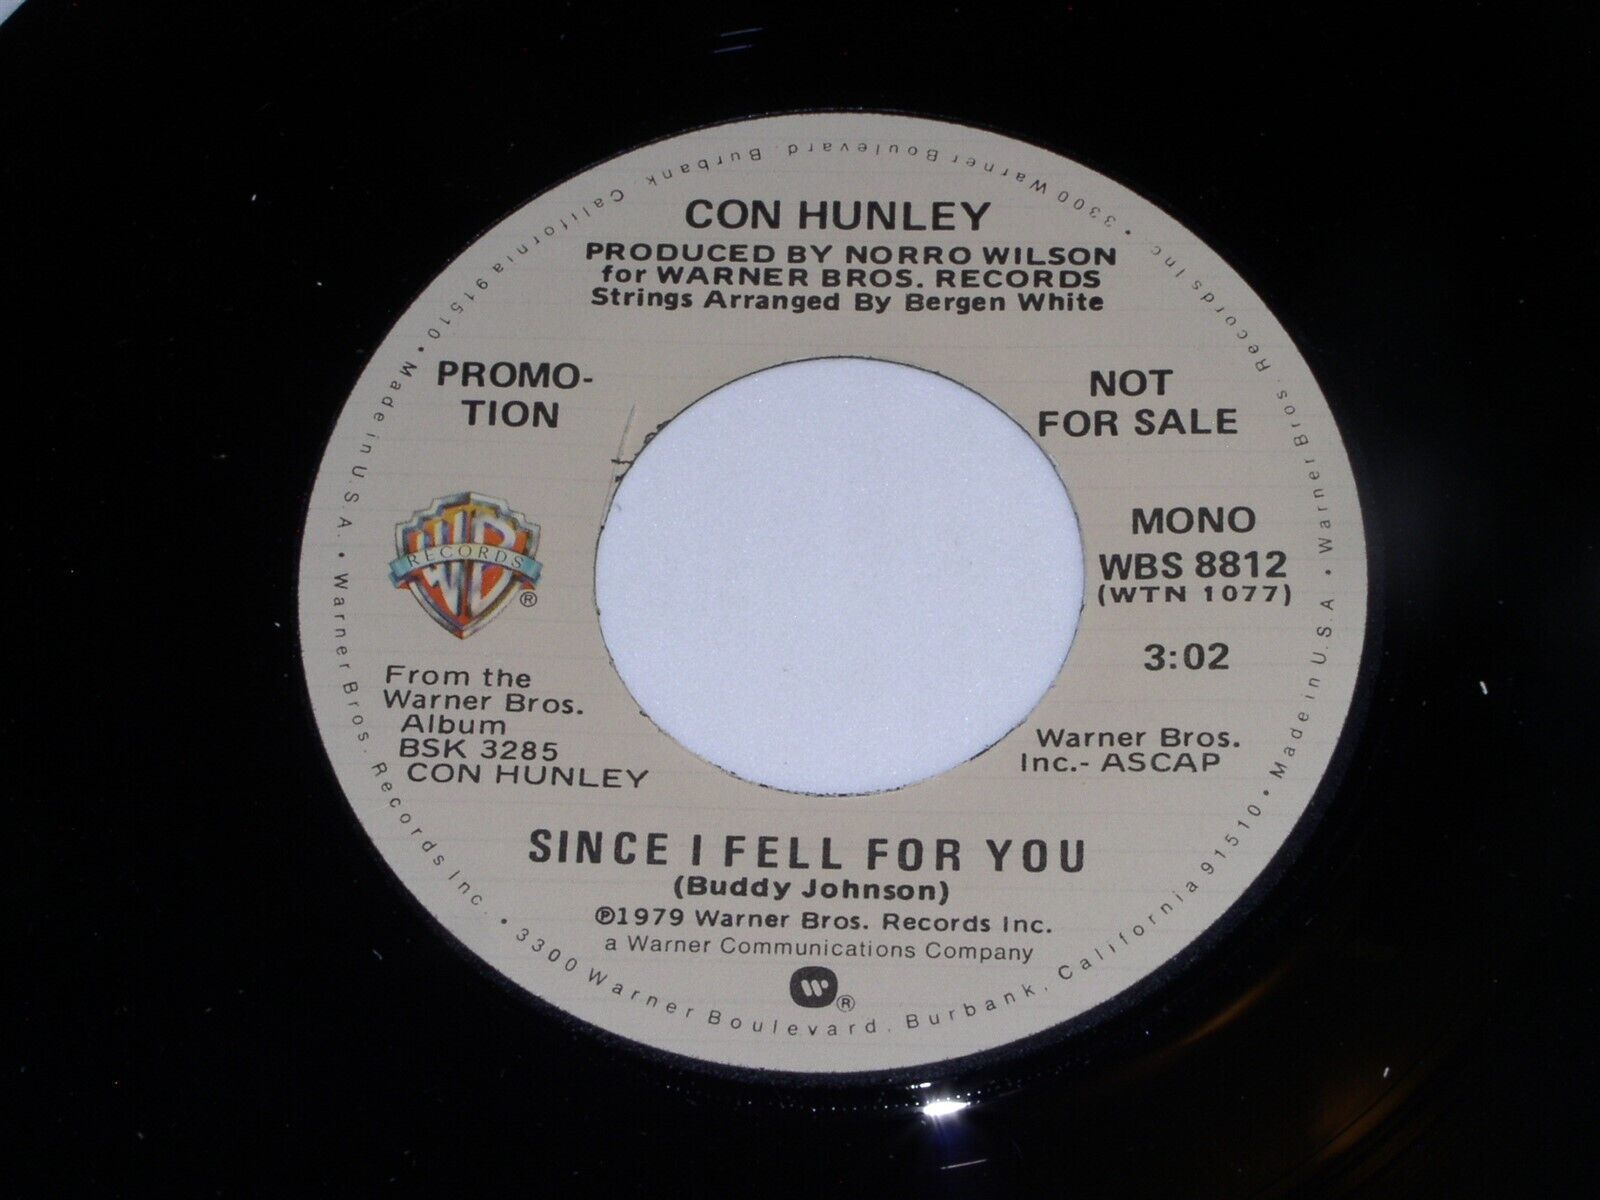 CON HUNLEY
PRODUCED BY NORRO WILSON
for WARNER BROS. RECORDS
Strings Arranged By Bergen White
PROMO-
TION
NOT
FOR SALE
WB
RECORDS
®
MONO
WBS 8812
(WTN 1077)
3:02
From the
Warner Bros.
Album
BSK 3285
CON HUNLEY
Warner Bros.
Inc.- ASCAP
SINCE I FELL FOR YOU
(Buddy Johnson)
℗1979 Warner Bros. Records Inc.
a Warner Communications Company
W ®
Warner Bros. Records Inc. • 3300 Warner Boulevard, Burbank, California 91510 • Made in U.S.A. • Warner Bros. Records Inc. • 3300 Warner Boulevard, Burbank, California 91510 • Made in U.S.A. •